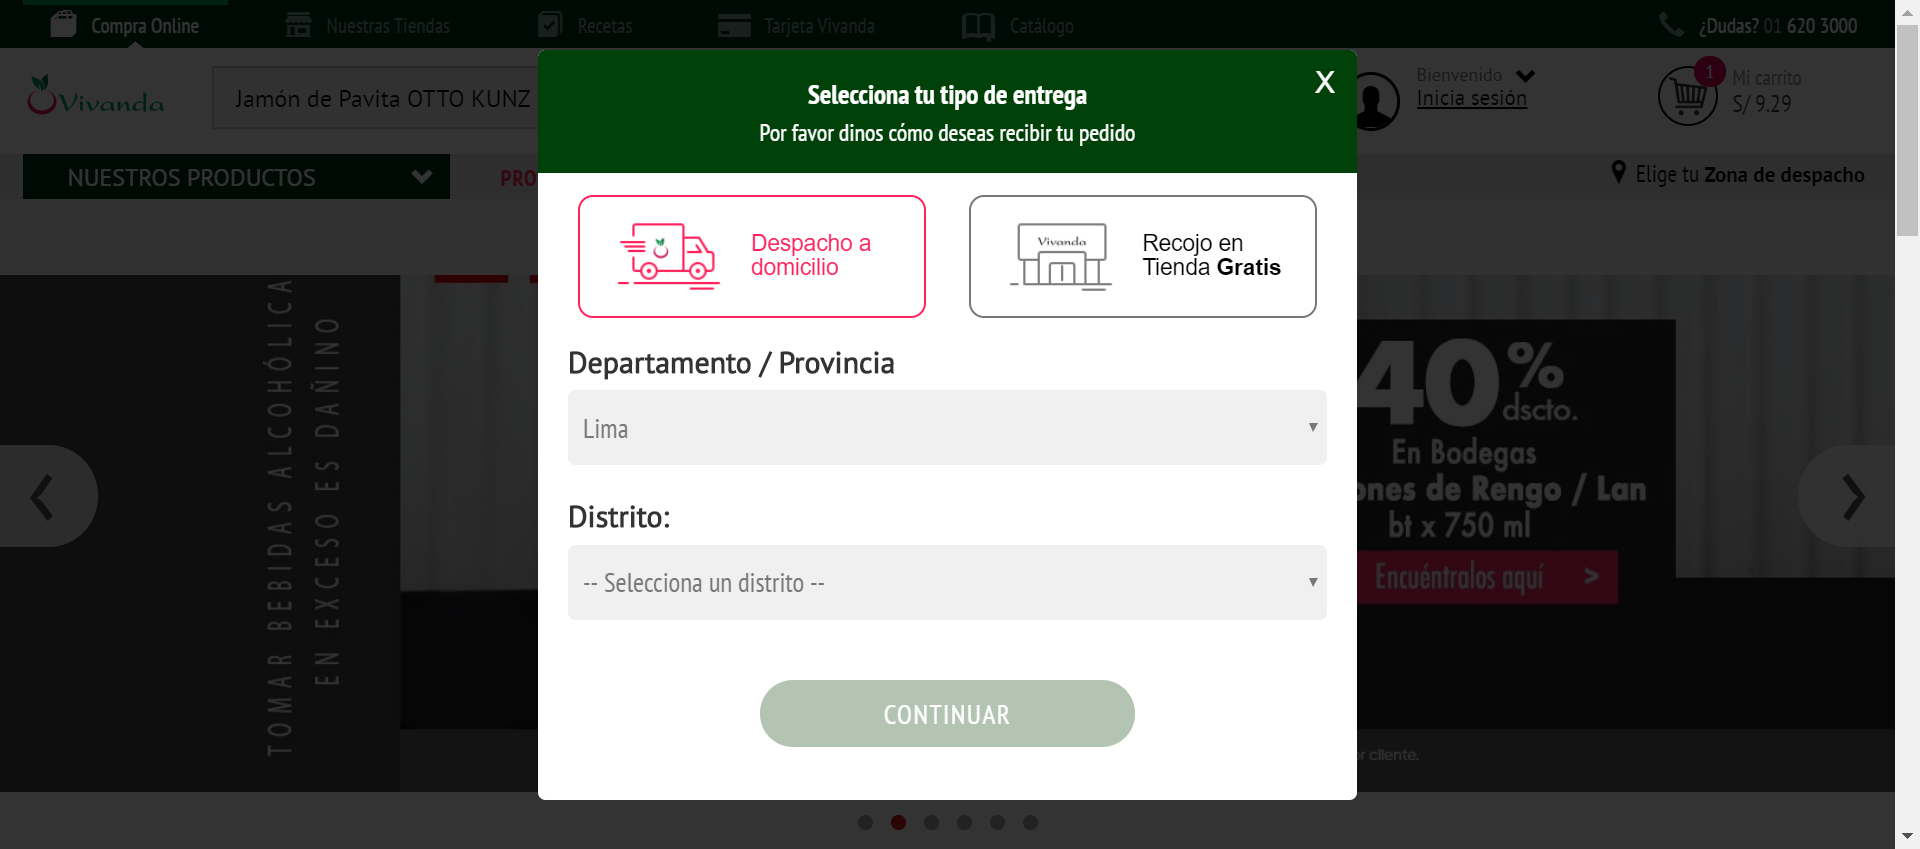 Compra Online
Nuestras Tiendas
Recetas
Tarjeta Vivanda
Catálogo
¿Dudas? 01 620 3000
Vivanda
Jamón de Pavita OTTO KUNZ
Bienvenido
Inicia sesión
1
Mi carrito
S/ 9.29
NUESTROS PRODUCTOS
PRO
Elige tu Zona de despacho
Selecciona tu tipo de entrega
X
Por favor dinos cómo deseas recibir tu pedido
Despacho a
domicilio
Vivanda
Recojo en
Tienda Gratis
Departamento / Provincia
Lima
Distrito:
-- Selecciona un distrito --
CONTINUAR
TOMAR BEBIDAS ALCOHÓLICA
EN EXCESO ES DAÑINO
40%
dscto.
En Bodegas
ones de Rengo / Lan
bt x 750 ml
Encuéntralos aquí >
or cliente.